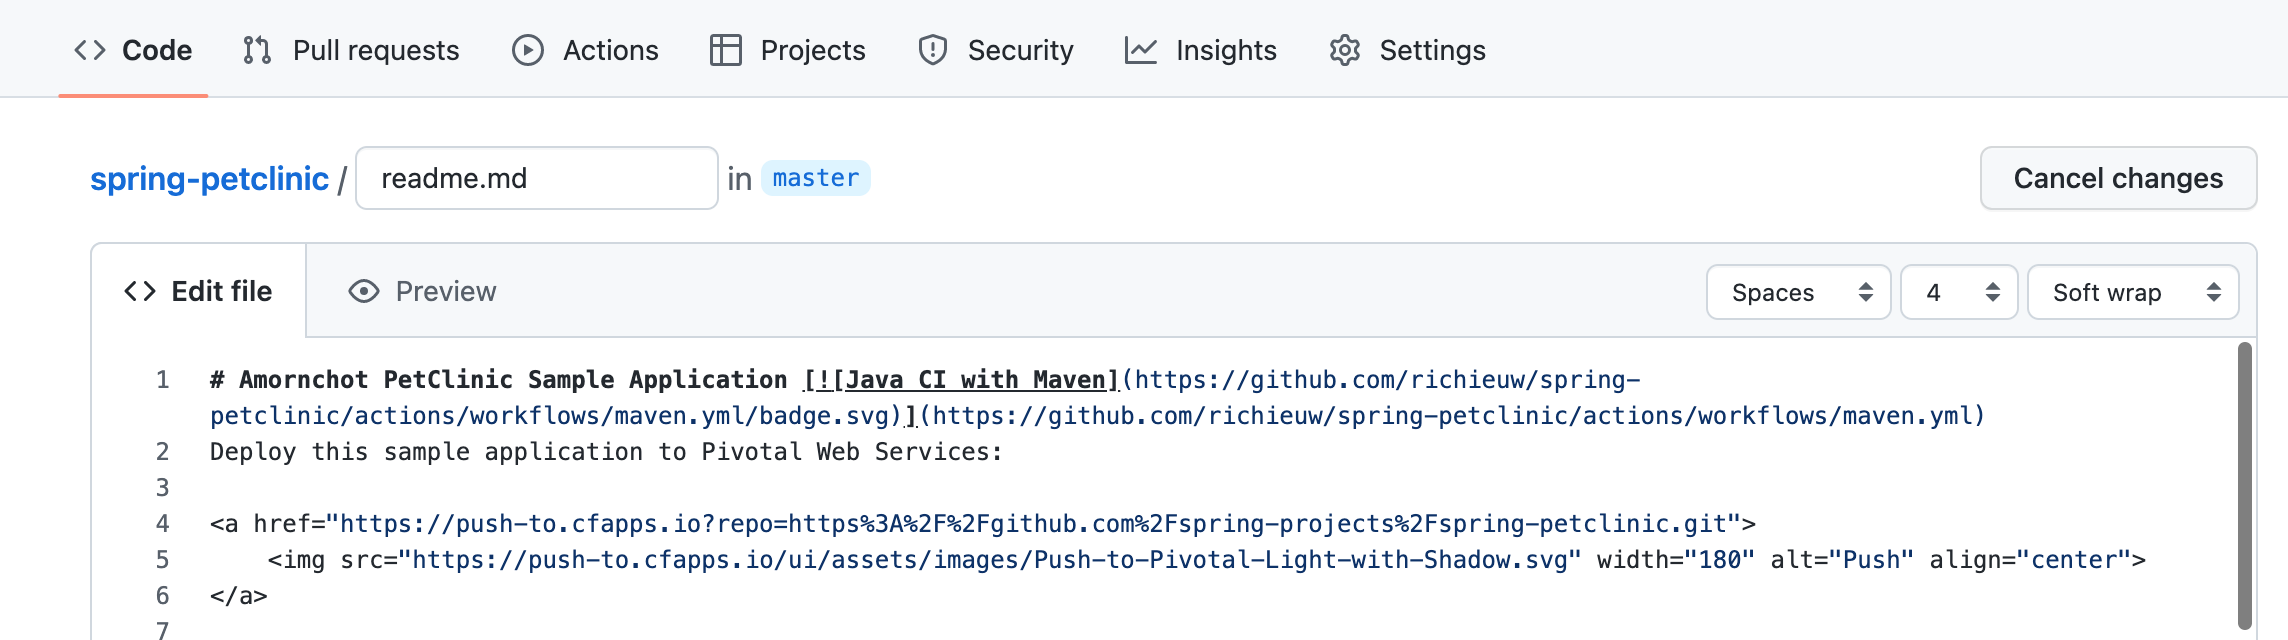 Code Pull requests Actions Projects Security Insights Settings
spring-petclinic / readme.md in master Cancel changes
Edit file Preview Spaces 4 Soft wrap
1 # Amornchot PetClinic Sample Application [![Java CI with Maven](https://github.com/richieuw/spring-
petclinic/actions/workflows/maven.yml/badge.svg)](https://github.com/richieuw/spring-petclinic/actions/workflows/maven.yml)
2 Deploy this sample application to Pivotal Web Services:
3
4 <a href="https://push-to.cfapps.io?repo=https%3A%2F%2Fgithub.com%2Fspring-projects%2Fspring-petclinic.git">
5     <img src="https://push-to.cfapps.io/ui/assets/images/Push-to-Pivotal-Light-with-Shadow.svg" width="180" alt="Push" align="center">
6 </a>
7